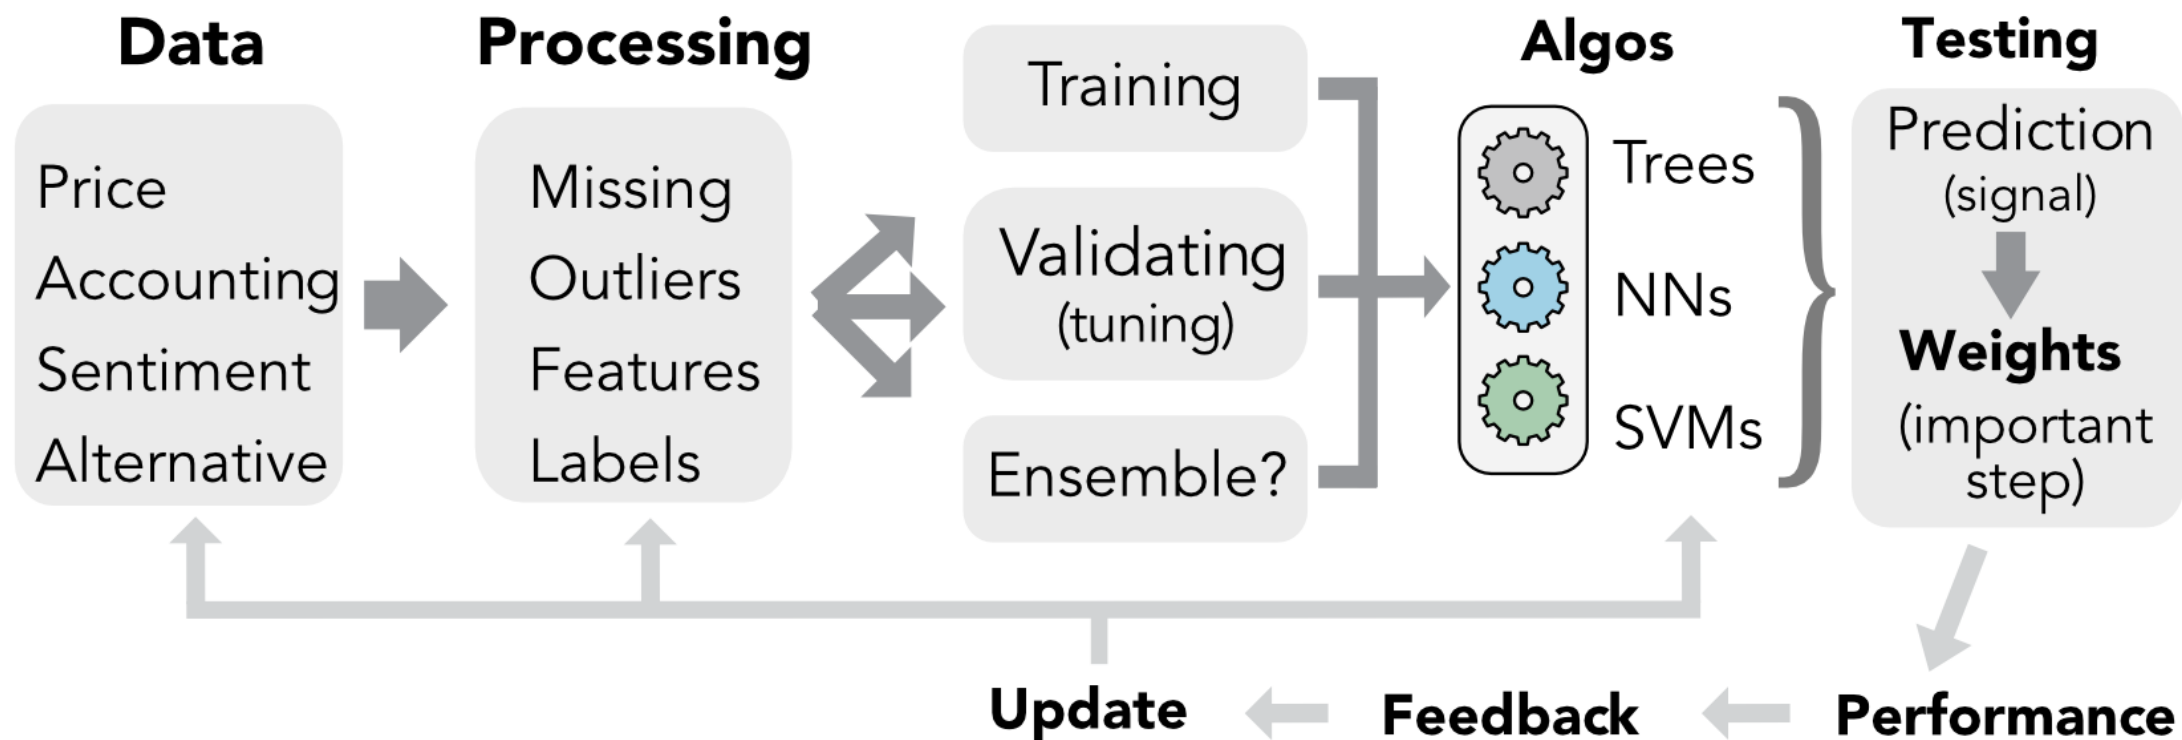 Data
Price
Accounting
Sentiment
Alternative
Processing
Missing
Outliers
Features
Labels
Training
Validating
(tuning)
Ensemble?
Algos
Trees
NNs
SVMs
Testing
Prediction
(signal)
Weights
(important
step)
Performance
Feedback
Update